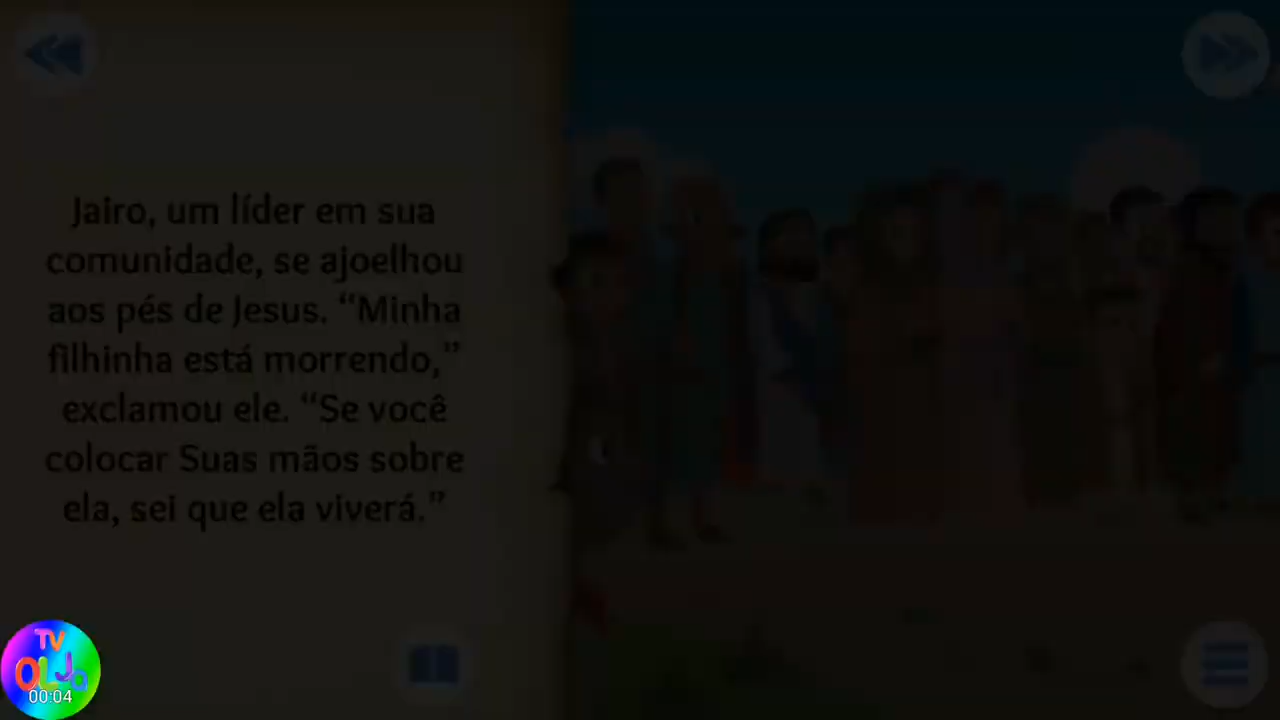 Jairo, um líder em sua
comunidade, se ajoelhou
aos pés de Jesus. “Minha
filhinha está morrendo,”
exclamou ele. “Se você
colocar Suas mãos sobre
ela, sei que ela viverá.”
TV
OLJO
00:04